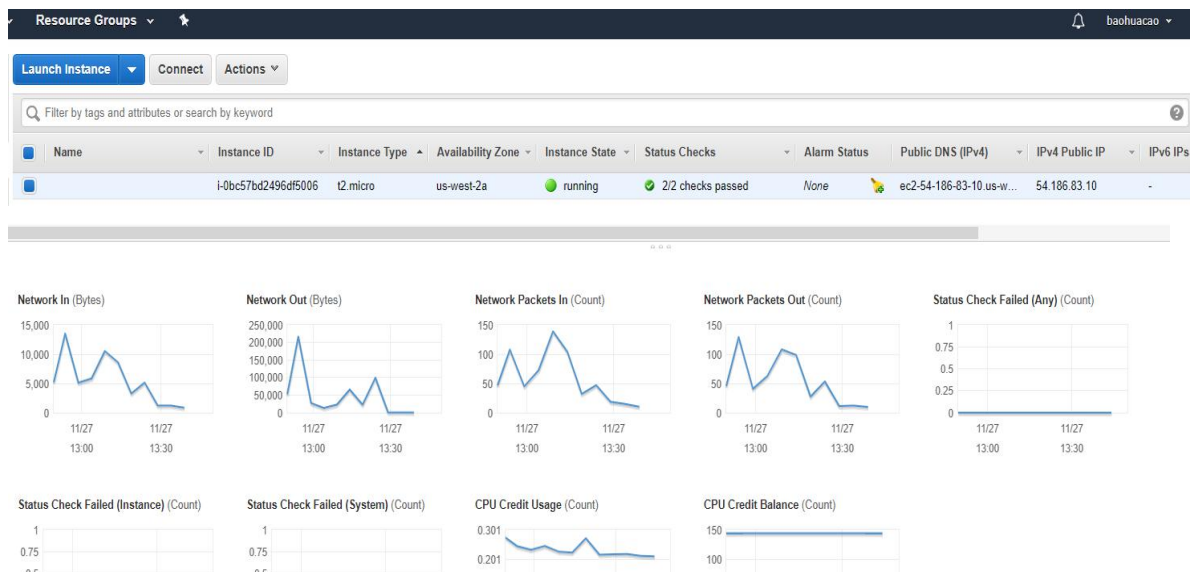 Resource Groups
baohuacao
Launch Instance Connect Actions
Filter by tags and attributes or search by keyword
Name Instance ID Instance Type Availability Zone Instance State Status Checks Alarm Status Public DNS (IPv4) IPv4 Public IP IPv6 IPs
i-0bc57bd2496df5006 t2.micro us-west-2a running 2/2 checks passed None ec2-54-186-83-10.us-w... 54.186.83.10 -
Network In (Bytes)
15,000
10,000
5,000
0
11/27 11/27
13:00 13:30
Network Out (Bytes)
250,000
200,000
150,000
100,000
50,000
0
11/27 11/27
13:00 13:30
Network Packets In (Count)
150
100
50
0
11/27 11/27
13:00 13:30
Network Packets Out (Count)
150
100
50
0
11/27 11/27
13:00 13:30
Status Check Failed (Any) (Count)
1
0.75
0.5
0.25
0
11/27 11/27
13:00 13:30
Status Check Failed (Instance) (Count)
1
0.75
Status Check Failed (System) (Count)
1
0.75
CPU Credit Usage (Count)
0.301
0.201
CPU Credit Balance (Count)
150
100